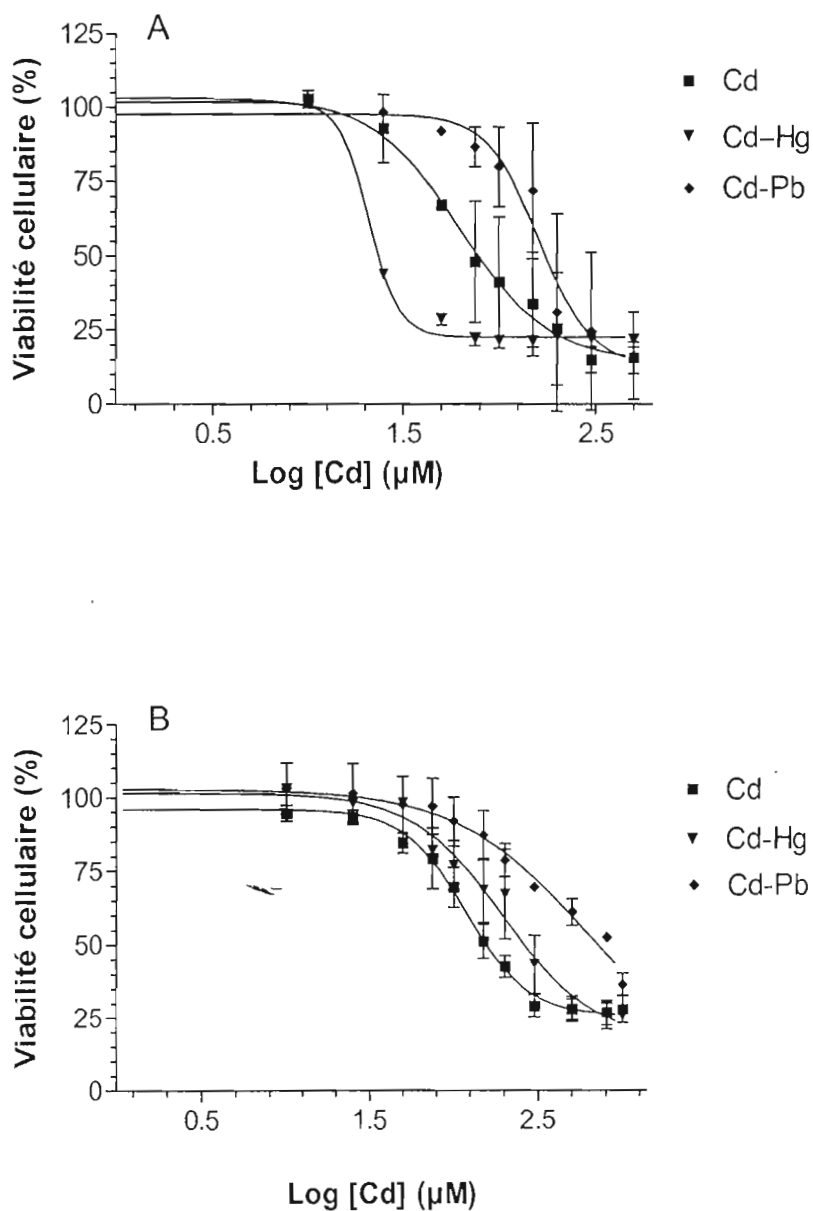 A
125
100
75
50
25
0
Viabilité cellulaire (%)
0.5
1.5
2.5
Log [Cd] (µM)
Cd
Cd-Hg
Cd-Pb
B
125
100
75
50
25
0
Viabilité cellulaire (%)
0.5
1.5
2.5
Log [Cd] (µM)
Cd
Cd-Hg
Cd-Pb